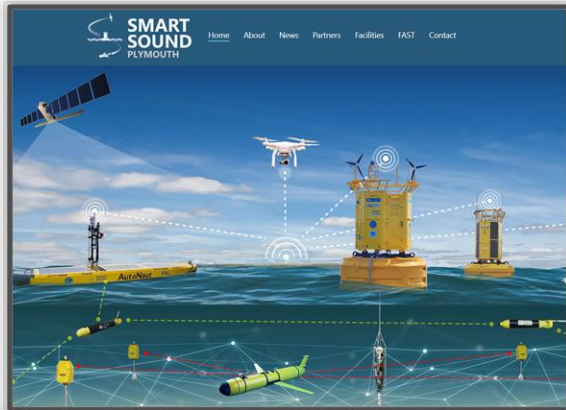 SMART
SOUND
PLYMOUTH
Home About News Partners Facilities FAST Contact
AutoNaut